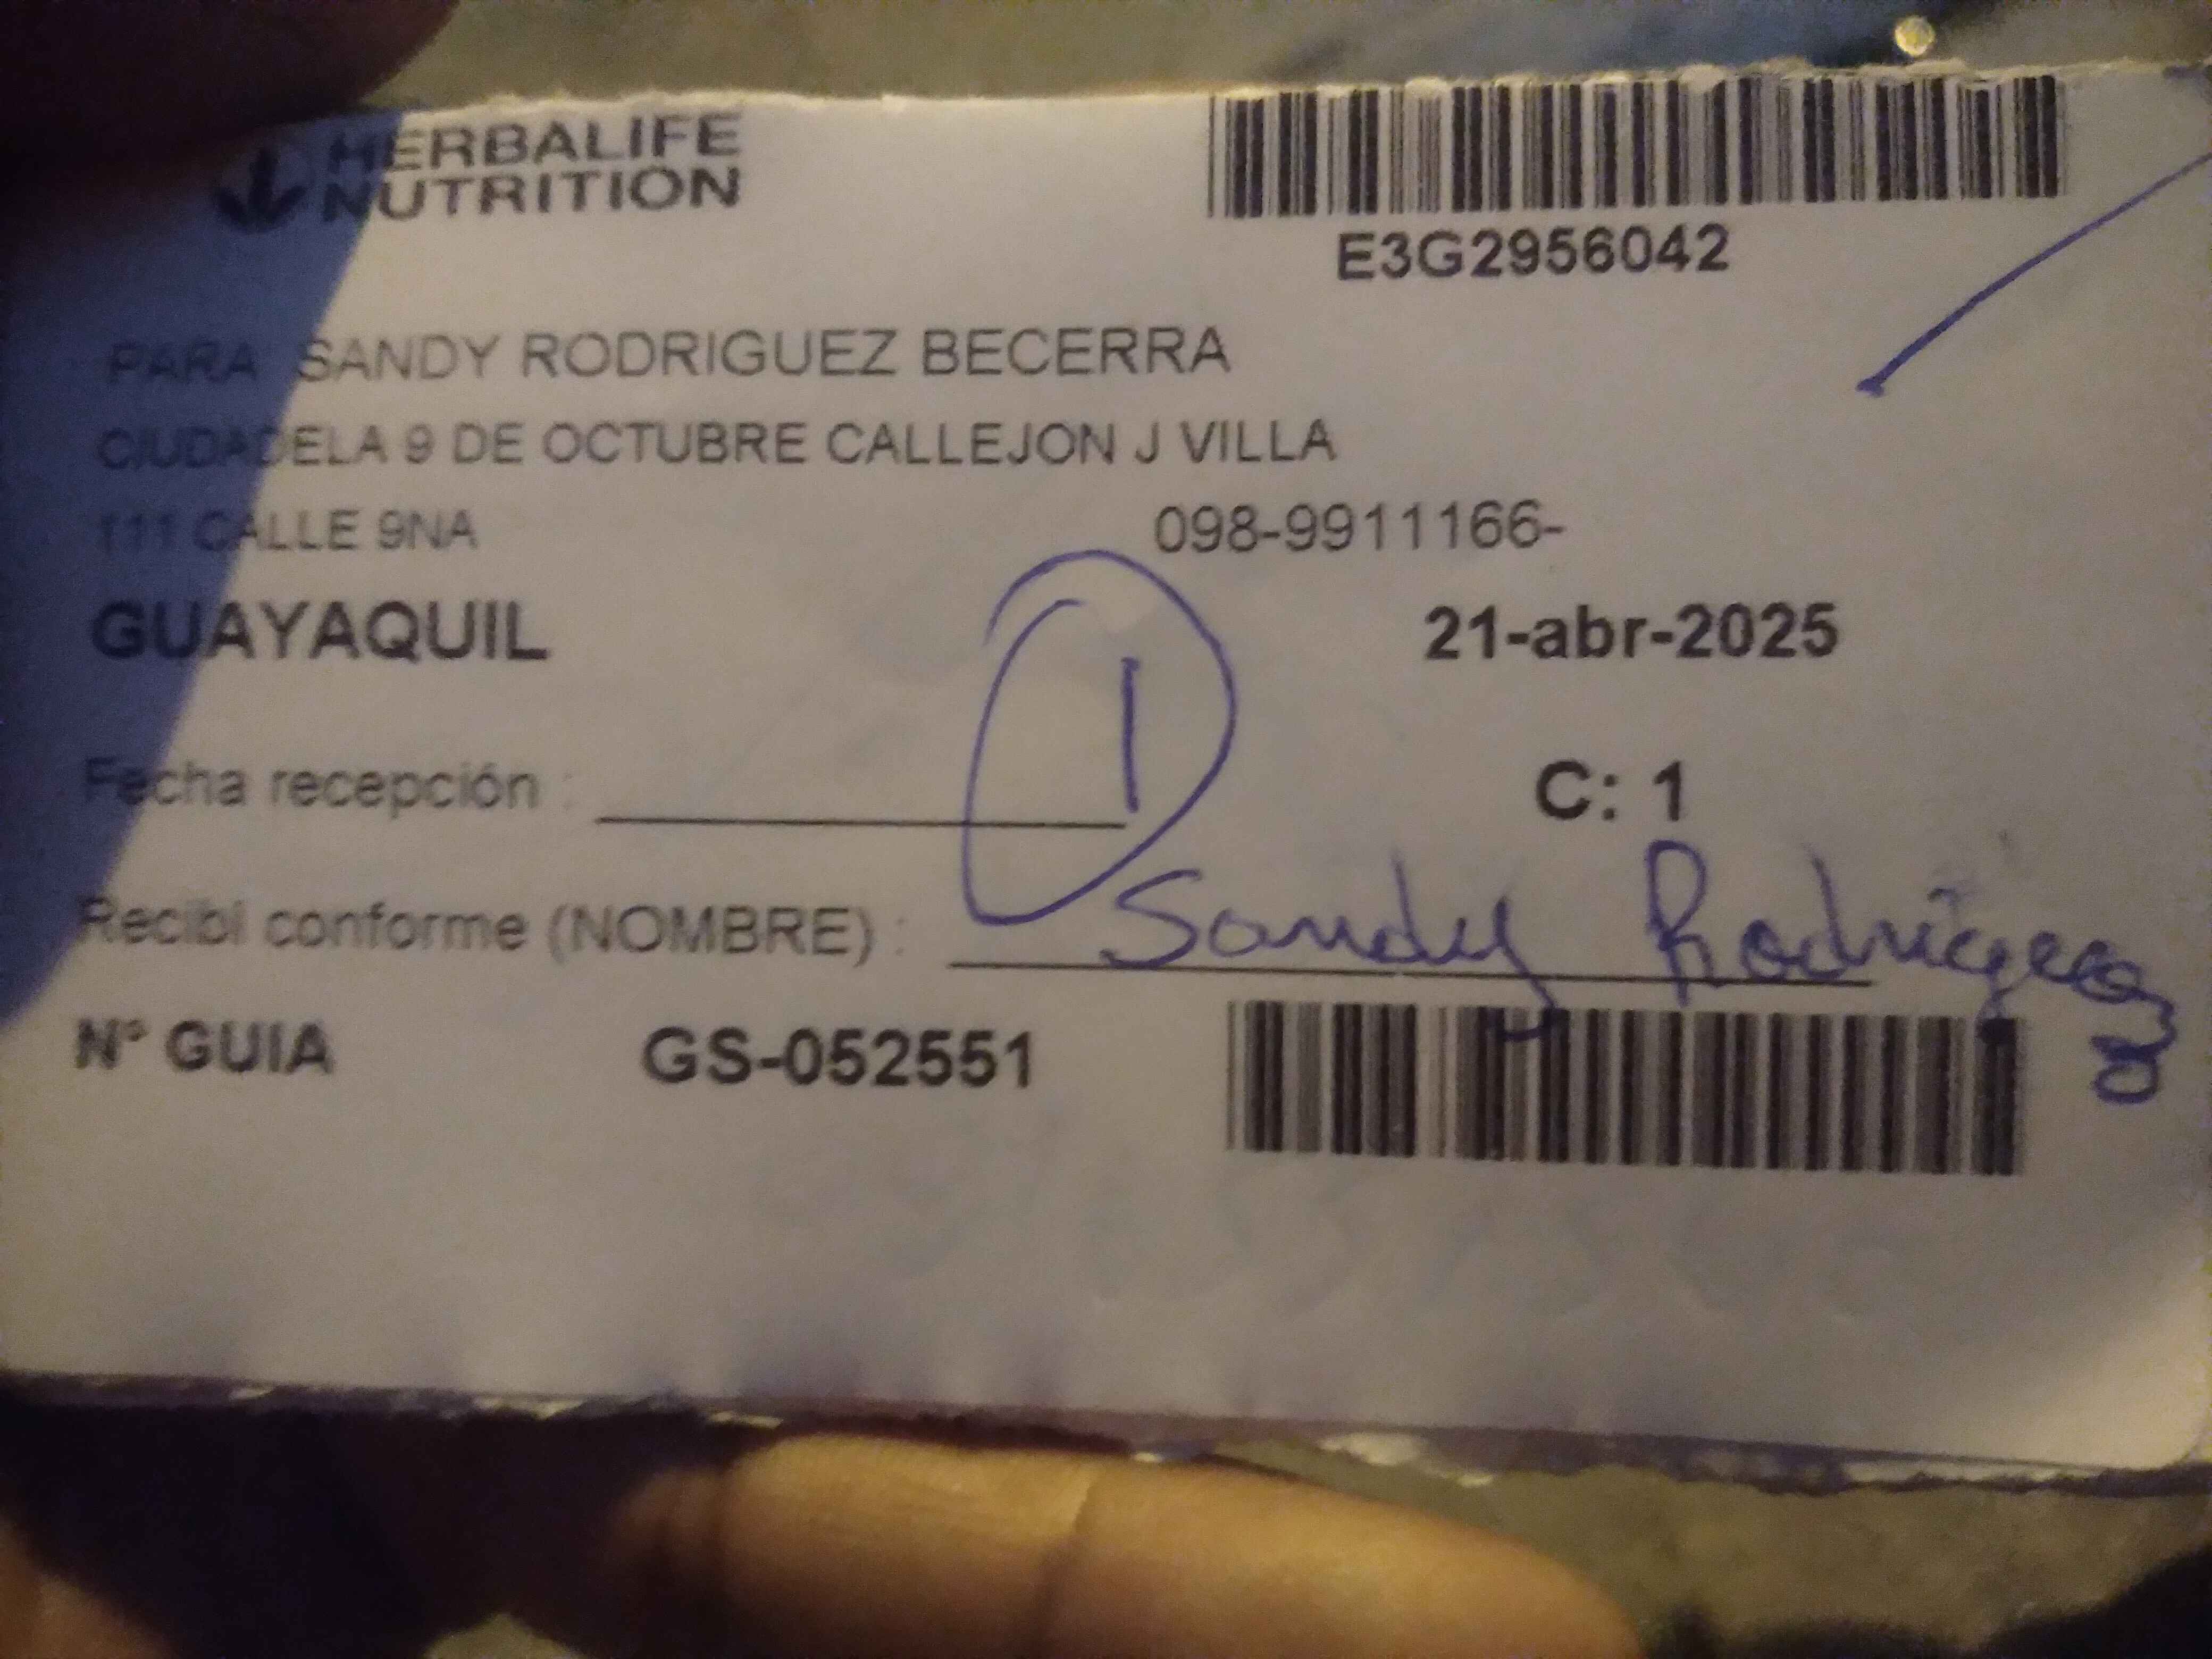 HERBALIFE
NUTRITION
E3G2956042
PARA SANDY RODRIGUEZ BECERRA
CIUDADELA 9 DE OCTUBRE CALLEJON J VILLA
111 CALLE 9NA 098-9911166-
GUAYAQUIL 21-abr-2025
1
Fecha recepción : C: 1
Recibí conforme (NOMBRE) : Sandy Rodríguez
N° GUIA GS-052551